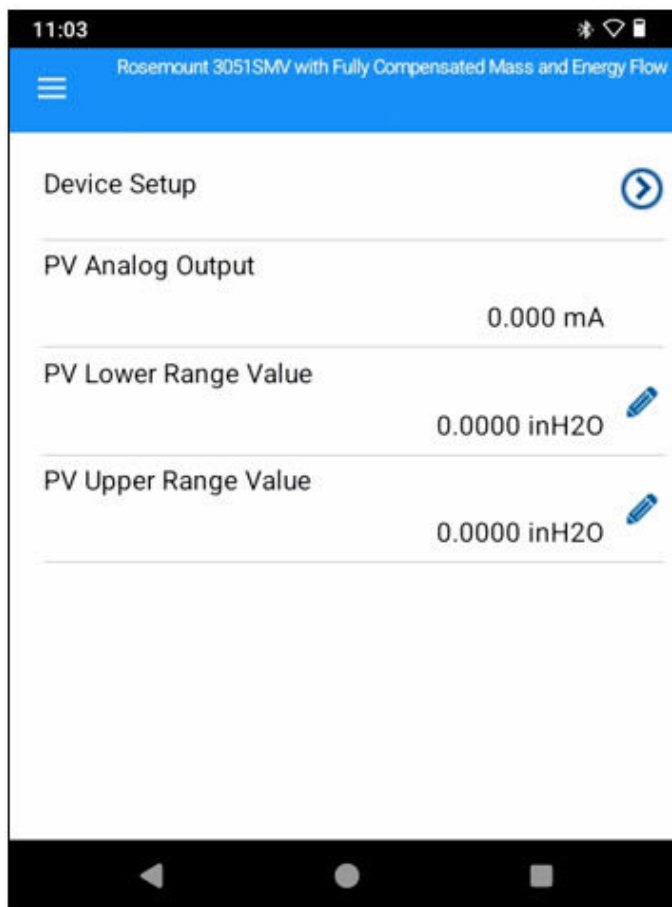 11:03
Rosemount 3051SMV with Fully Compensated Mass and Energy Flow
Device Setup
PV Analog Output
0.000 mA
PV Lower Range Value
0.0000 inH2O
PV Upper Range Value
0.0000 inH2O